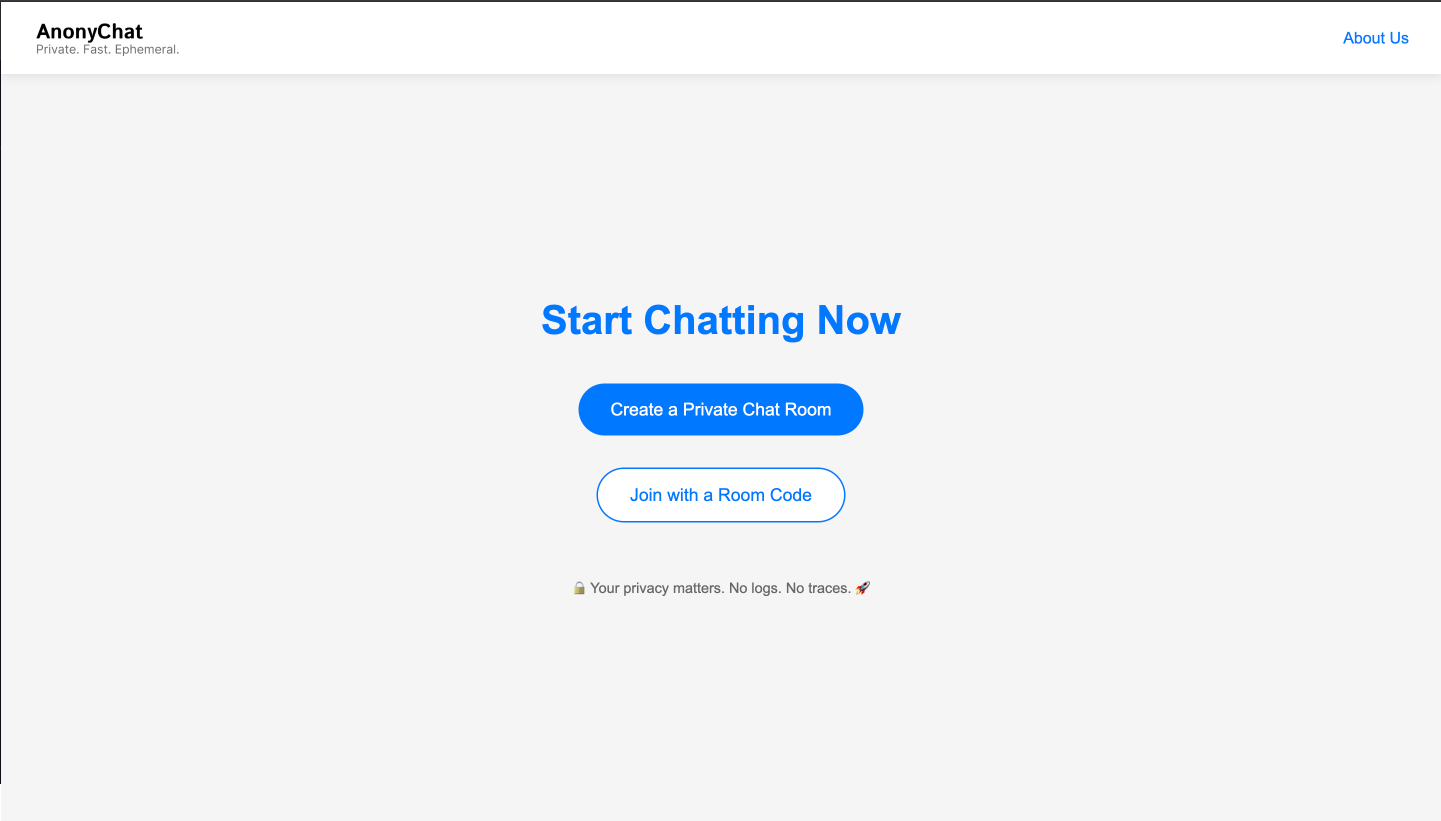 AnonyChat
Private. Fast. Ephemeral.
About Us
Start Chatting Now
Create a Private Chat Room
Join with a Room Code
🔒 Your privacy matters. No logs. No traces. 🚀